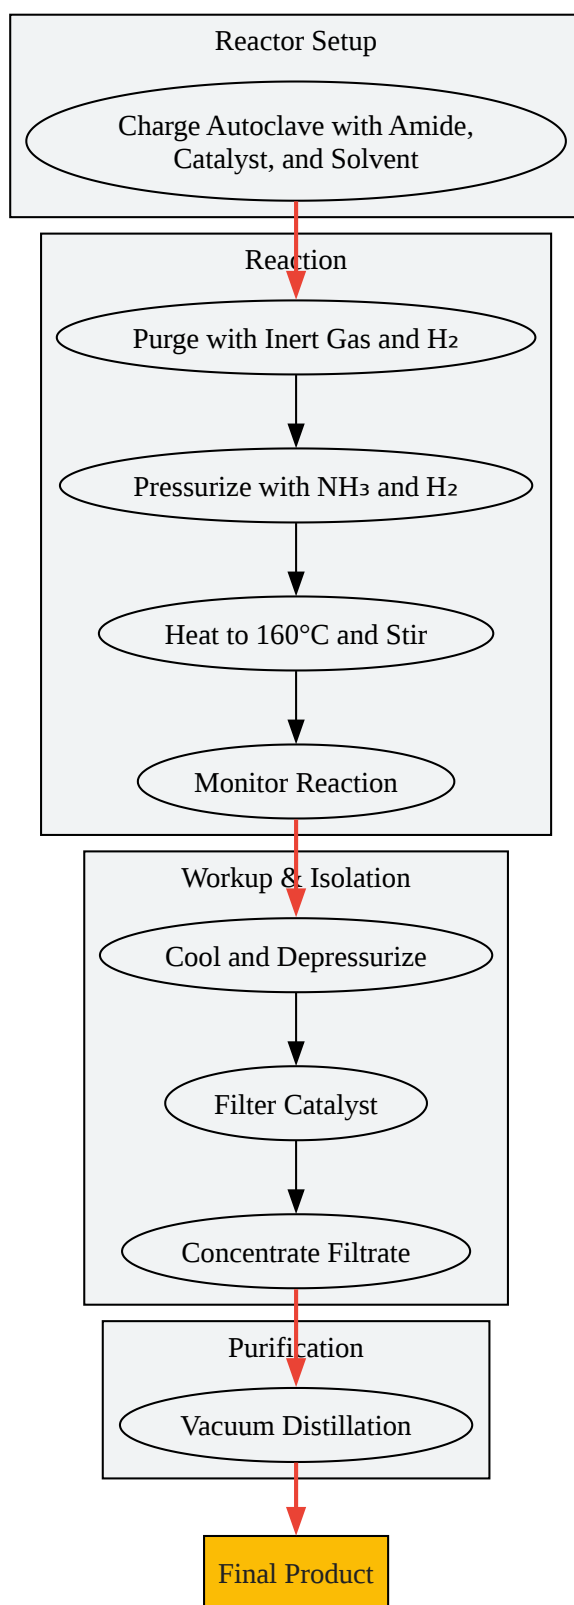 Reactor Setup
Charge Autoclave with Amide,
Catalyst, and Solvent
Reaction
Purge with Inert Gas and H₂
Pressurize with NH₃ and H₂
Heat to 160°C and Stir
Monitor Reaction
Workup & Isolation
Cool and Depressurize
Filter Catalyst
Concentrate Filtrate
Purification
Vacuum Distillation
Final Product